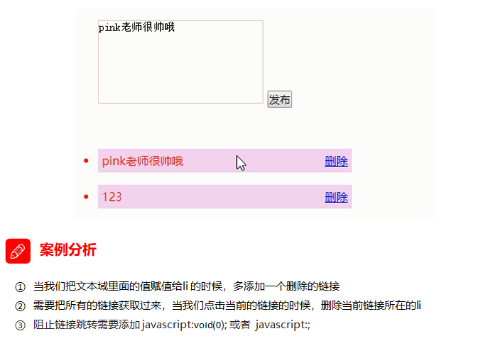 pink老师很帅哦
发布
pink老师很帅哦 删除
123 删除
案例分析
① 当我们把文本域里面的值赋值给li 的时候，多添加一个删除的链接
② 需要把所有的链接获取过来，当我们点击当前的链接的时候，删除当前链接所在的li
③ 阻止链接跳转需要添加 javascript:void(0); 或者 javascript:;